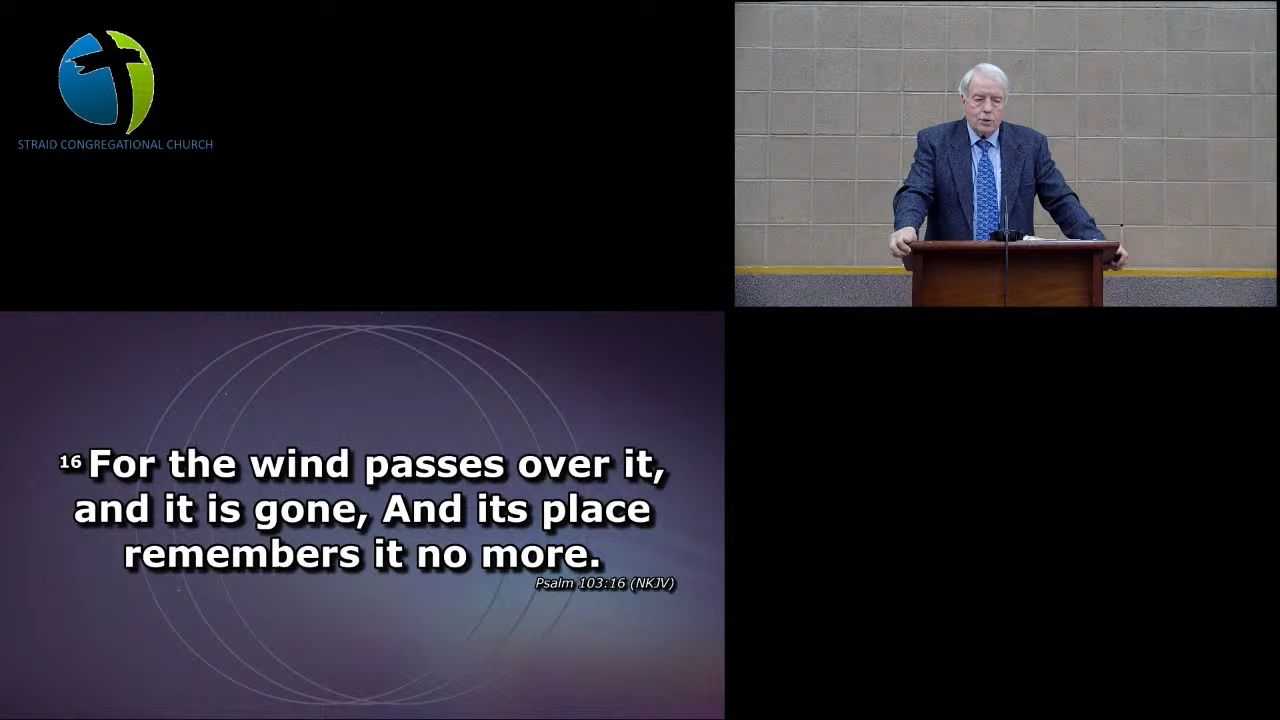 STRAID CONGREGATIONAL CHURCH
16 For the wind passes over it,
and it is gone, And its place
remembers it no more.
Psalm 103:16 (NKJV)